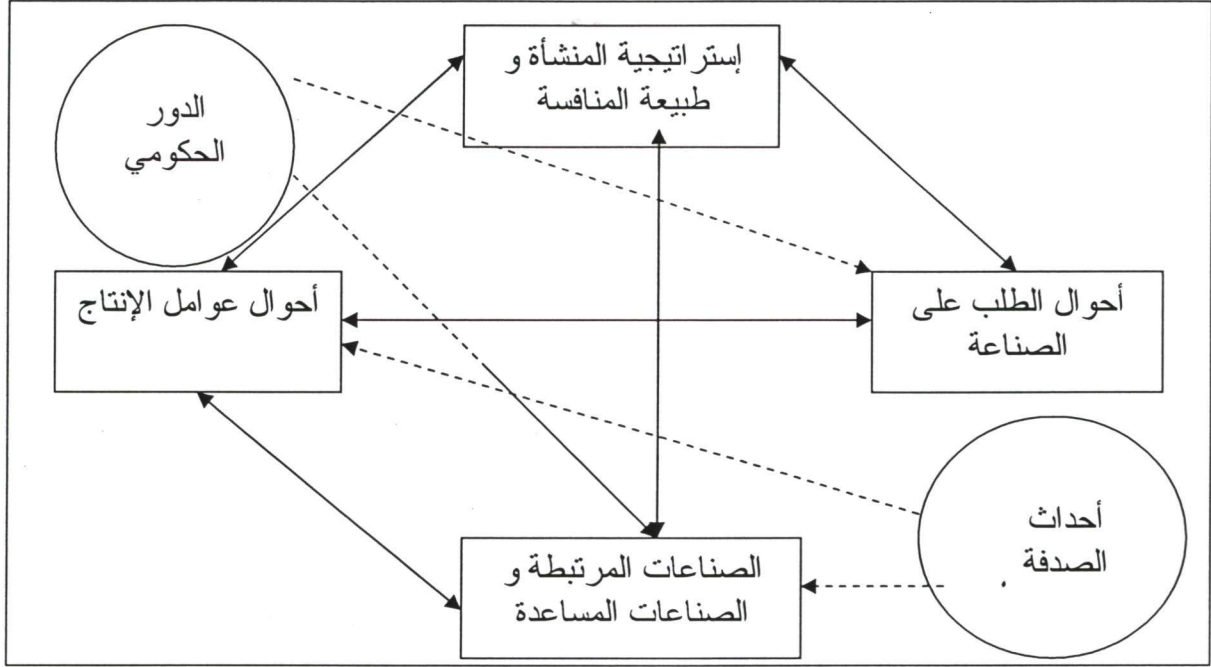 إستراتيجية المنشأة و
طبيعة المنافسة
الدور
الحكومي
أحوال عوامل الإنتاج
أحوال الطلب على
الصناعة
أحداث
الصدفة
الصناعات المرتبطة و
الصناعات المساعدة